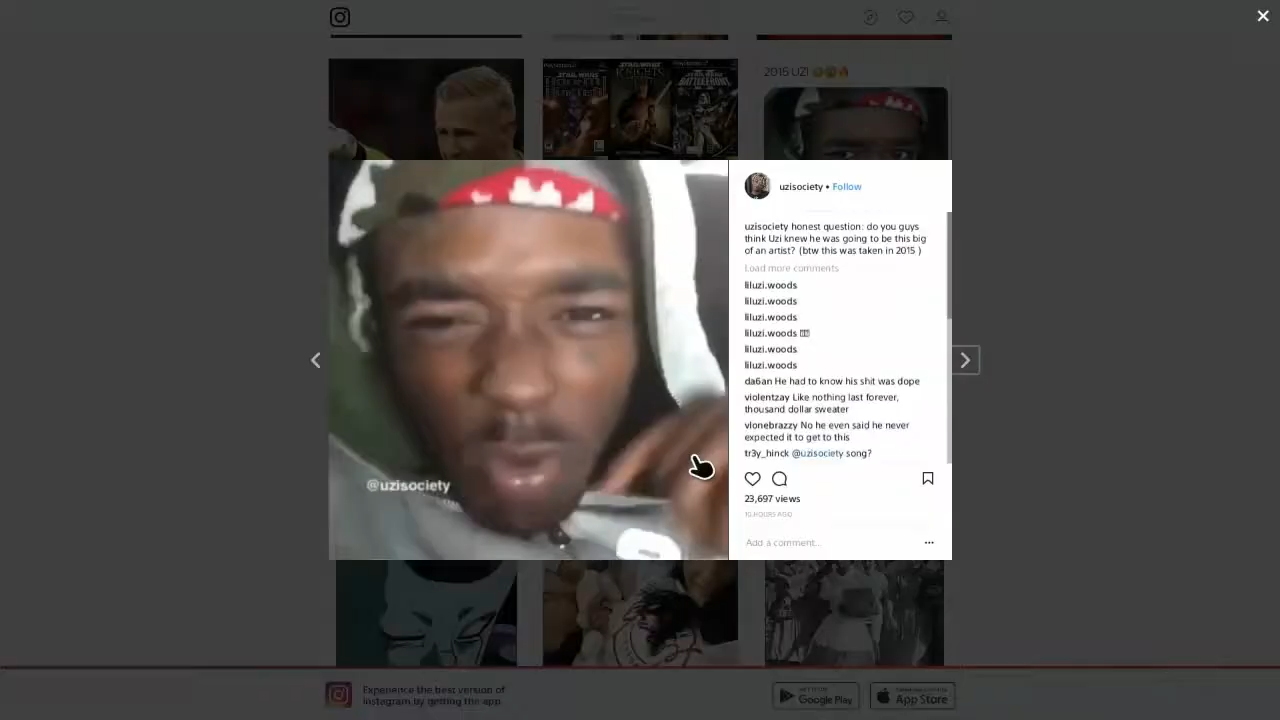 2015 UZI
@uzisociety
uzisociety • Follow
uzisociety honest question: do you guys
think Uzi knew he was going to be this big
of an artist? (btw this was taken in 2015 )
Load more comments
liluzi.woods
liluzi.woods
liluzi.woods
liluzi.woods
liluzi.woods
liluzi.woods
da6an He had to know his shit was dope
violentzay Like nothing last forever,
thousand dollar sweater
vlonebrazzy No he even said he never
expected it to get to this
tr3y_hinck @uzisociety song?
23,697 views
10 HOURS AGO
Add a comment...
Experience the best version of
Instagram by getting the app
Google Play
App Store